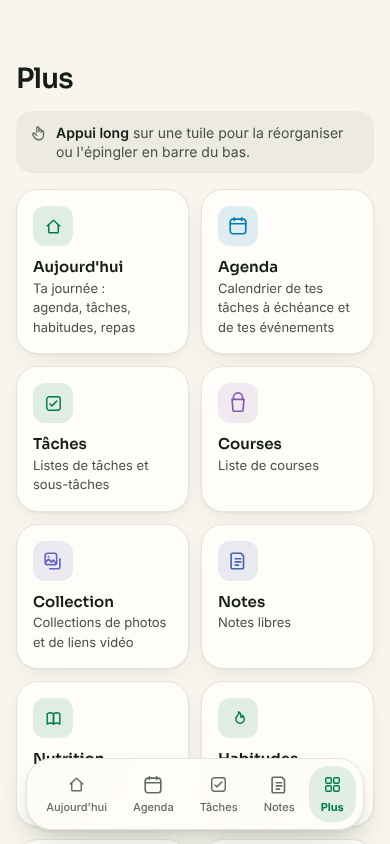 Plus
Appui long sur une tuile pour la réorganiser
ou l'épingler en barre du bas.
Aujourd'hui
Ta journée :
agenda, tâches,
habitudes, repas
Agenda
Calendrier de tes
tâches à échéance et
de tes événements
Tâches
Listes de tâches et
sous-tâches
Courses
Liste de courses
Collection
Collections de photos
et de liens vidéo
Notes
Notes libres
Nutrition
Habitudes
Aujourd'hui
Agenda
Tâches
Notes
Plus